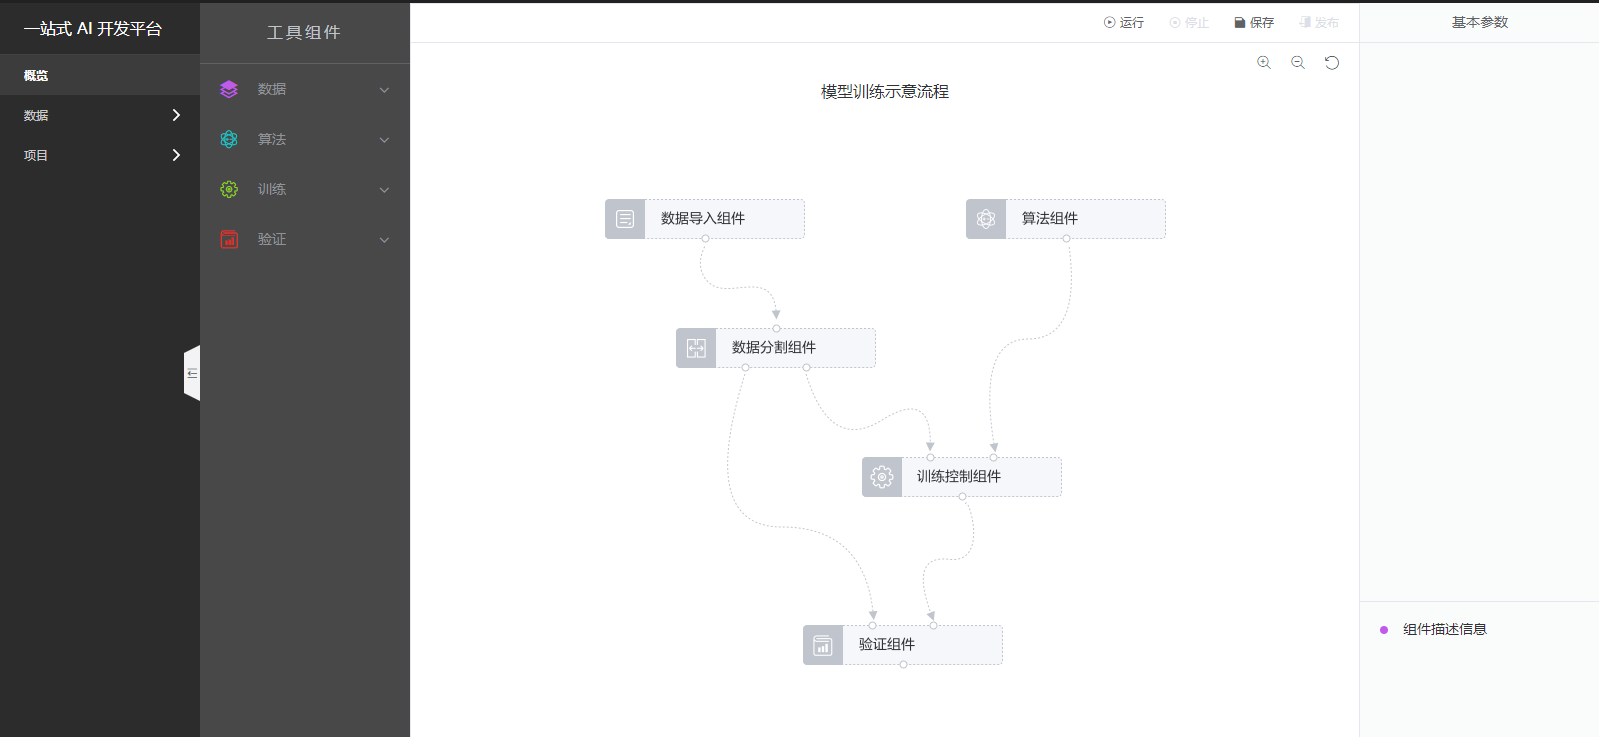 一站式 AI 开发平台
概览
数据
项目
工具组件
数据
算法
训练
验证
运行 停止 保存 发布
模型训练示意流程
数据导入组件
算法组件
数据分割组件
训练控制组件
验证组件
基本参数
组件描述信息